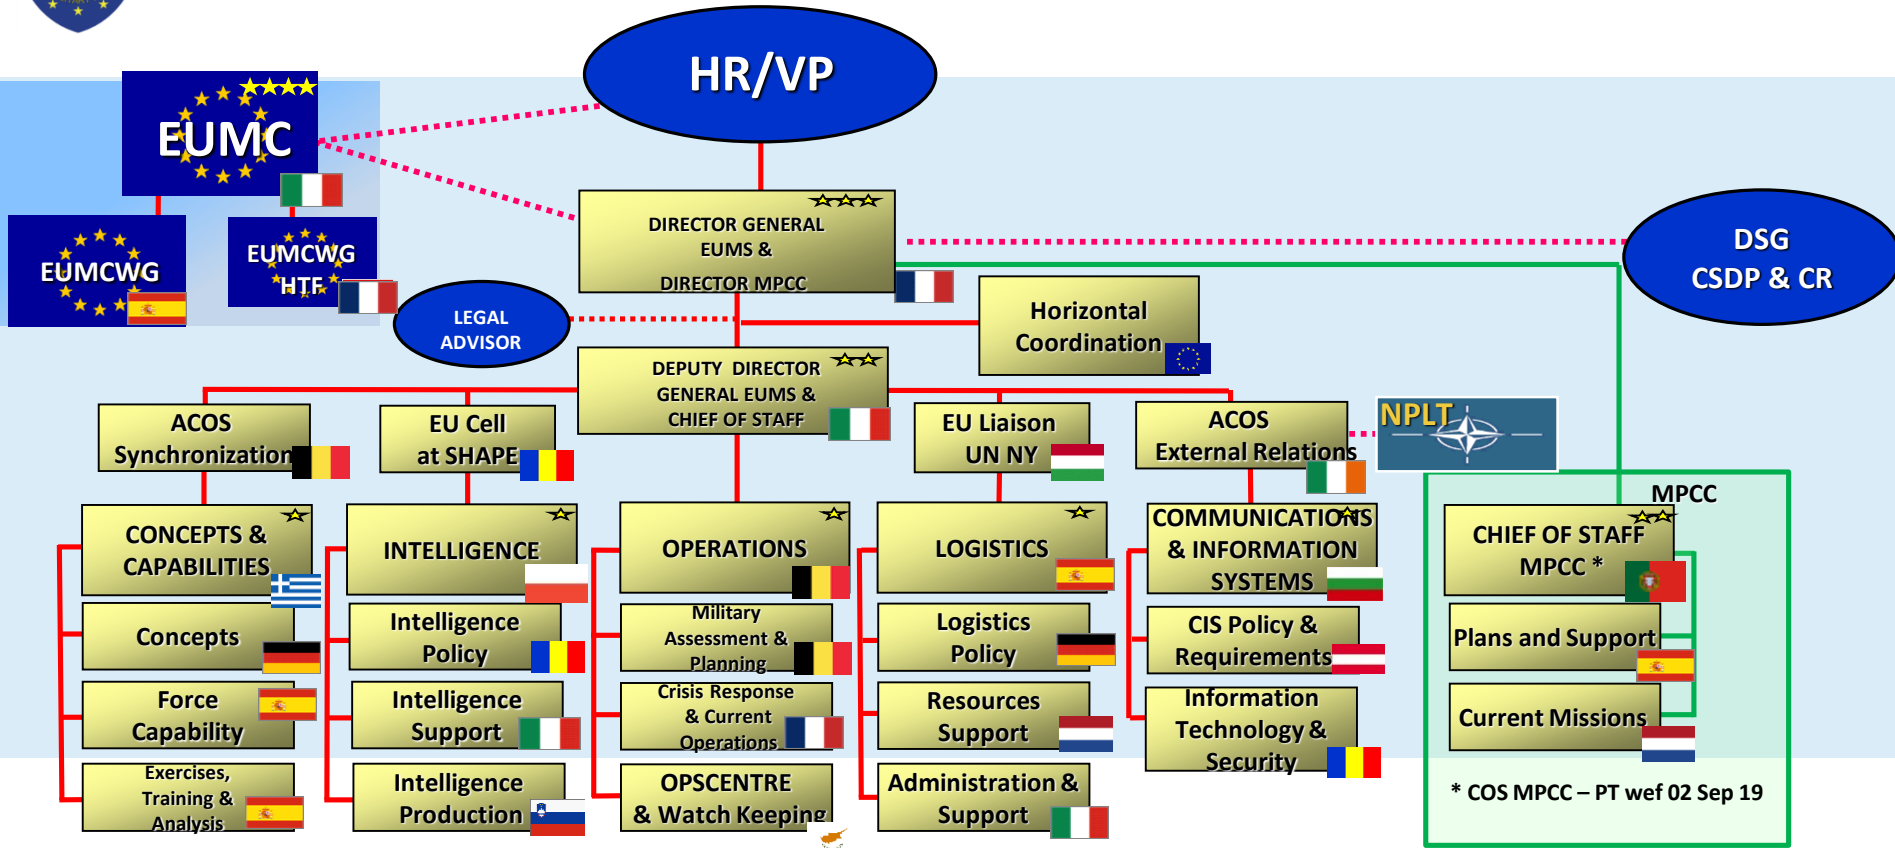 HR/VP
EUMC
EUMCWG
EUMCWG
HTF
DIRECTOR GENERAL
EUMS &
DIRECTOR MPCC
DSG
CSDP & CR
LEGAL
ADVISOR
Horizontal
Coordination
DEPUTY DIRECTOR
GENERAL EUMS &
CHIEF OF STAFF
ACOS
Synchronization
EU Cell
at SHAPE
EU Liaison
UN NY
ACOS
External Relations
NPLT
MPCC
CONCEPTS &
CAPABILITIES
Concepts
Force
Capability
Exercises,
Training &
Analysis
INTELLIGENCE
Intelligence
Policy
Intelligence
Support
Intelligence
Production
OPERATIONS
Military
Assessment &
Planning
Crisis Response
& Current
Operations
OPSCENTRE
& Watch Keeping
LOGISTICS
Logistics
Policy
Resources
Support
Administration &
Support
COMMUNICATIONS
& INFORMATION
SYSTEMS
CIS Policy &
Requirements
Information
Technology &
Security
CHIEF OF STAFF
MPCC *
Plans and Support
Current Missions
* COS MPCC – PT wef 02 Sep 19